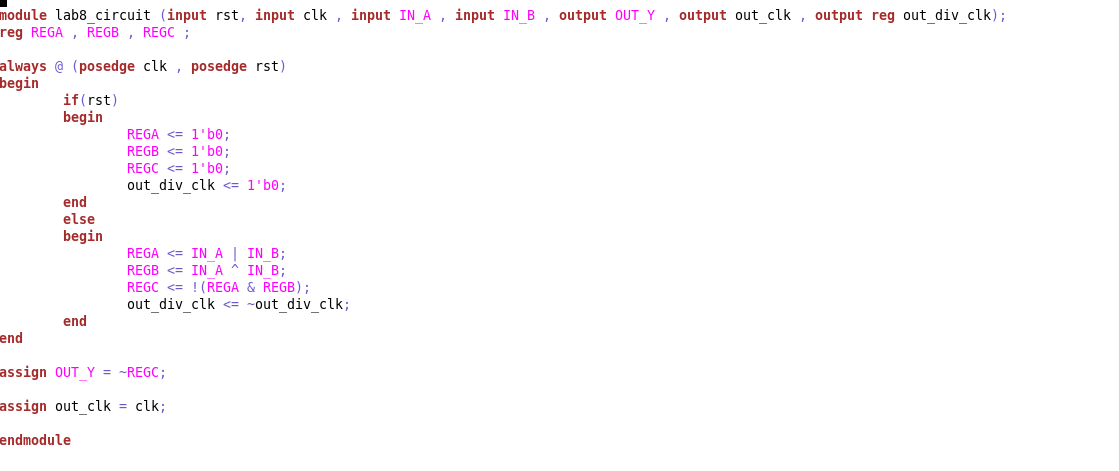 module lab8_circuit (input rst, input clk , input IN_A , input IN_B , output OUT_Y , output out_clk , output reg out_div_clk);
reg REGA , REGB , REGC ;
always @ (posedge clk , posedge rst)
begin
if(rst)
begin
REGA <= 1'b0;
REGB <= 1'b0;
REGC <= 1'b0;
out_div_clk <= 1'b0;
end
else
begin
REGA <= IN_A | IN_B;
REGB <= IN_A ^ IN_B;
REGC <= !(REGA & REGB);
out_div_clk <= ~out_div_clk;
end
end
assign OUT_Y = ~REGC;
assign out_clk = clk;
endmodule